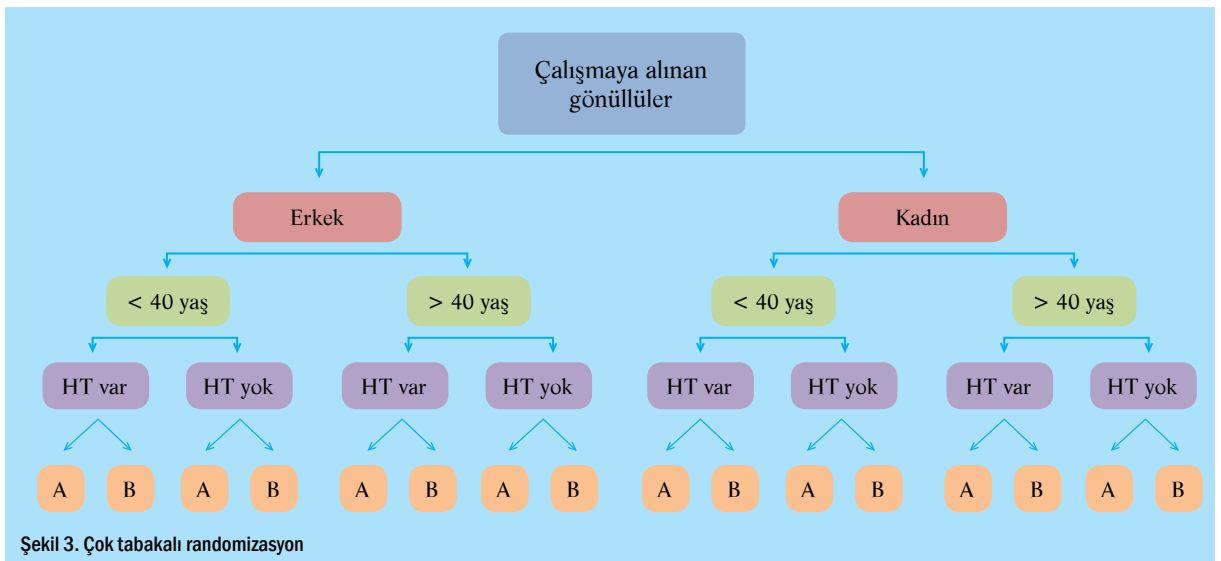 Çalışmaya alınan
gönüllüler
Erkek Kadın
< 40 yaş > 40 yaş < 40 yaş > 40 yaş
HT var HT yok HT var HT yok HT var HT yok HT var HT yok
A B A B A B A B A B A B A B A B
Şekil 3. Çok tabakalı randomizasyon